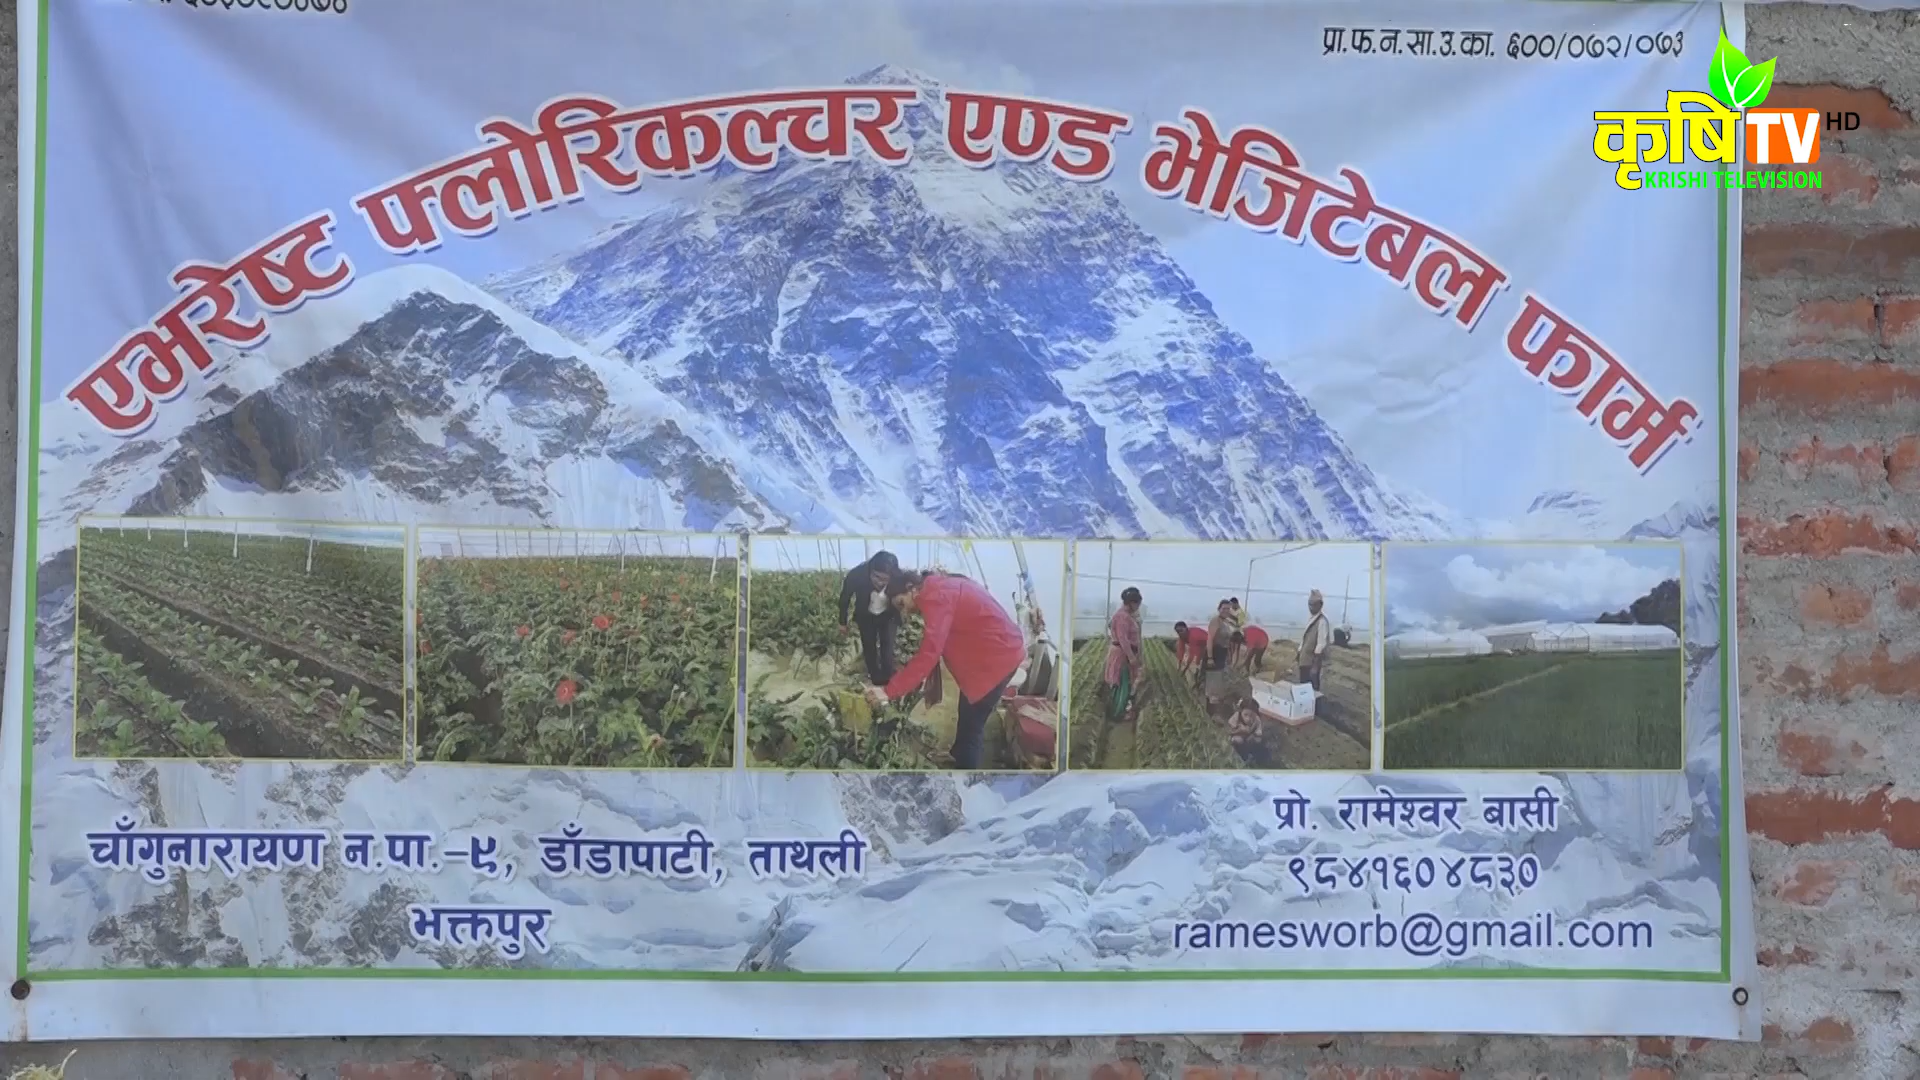 प्रा.फ.न.सा.उ.का. ६००/०७२/०७३
कृषि TV HD
KRISHI TELEVISION
एभरेष्ट फ्लोरिकल्चर एण्ड भेजिटेबल फार्म
चाँगुनारायण न.पा.-९, डाँडापाटी, ताथली
भक्तपुर
प्रो. रामेश्वर बासी
९८४१६०४८३०
ramesworb@gmail.com